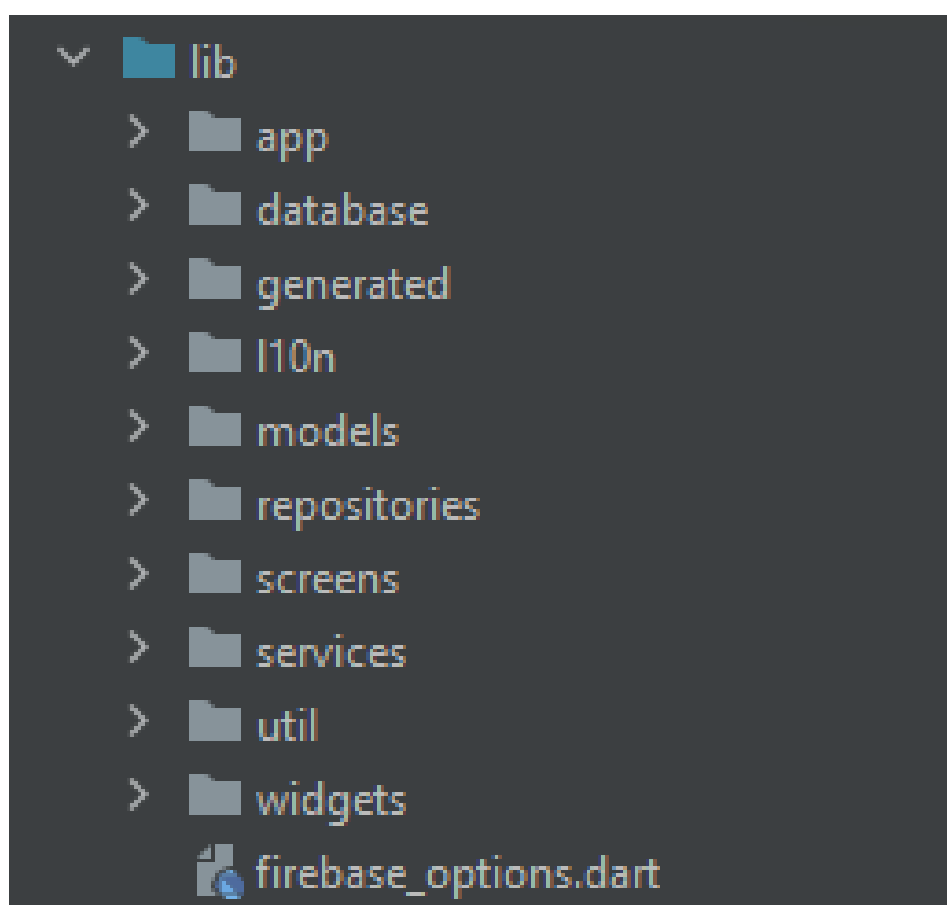 lib
app
database
generated
l10n
models
repositories
screens
services
util
widgets
firebase_options.dart